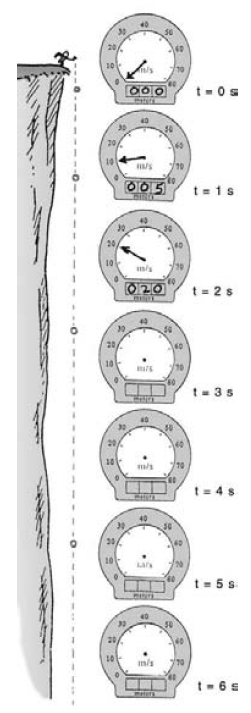 40
30 50
20 60
10 70
m/s
0 80
000
meters
t = 0 s
40
30 50
20 60
10 70
m/s
0 80
005
meters
t = 1 s
40
30 50
20 60
10 70
m/s
0 80
020
meters
t = 2 s
40
30 50
20 60
10 70
m/s
0 80
meters
t = 3 s
40
30 50
20 60
10 70
m/s
0 80
meters
t = 4 s
40
30 50
20 60
10 70
m/s
0 80
meters
t = 5 s
40
30 50
20 60
10 70
m/s
0 80
meters
t = 6 s